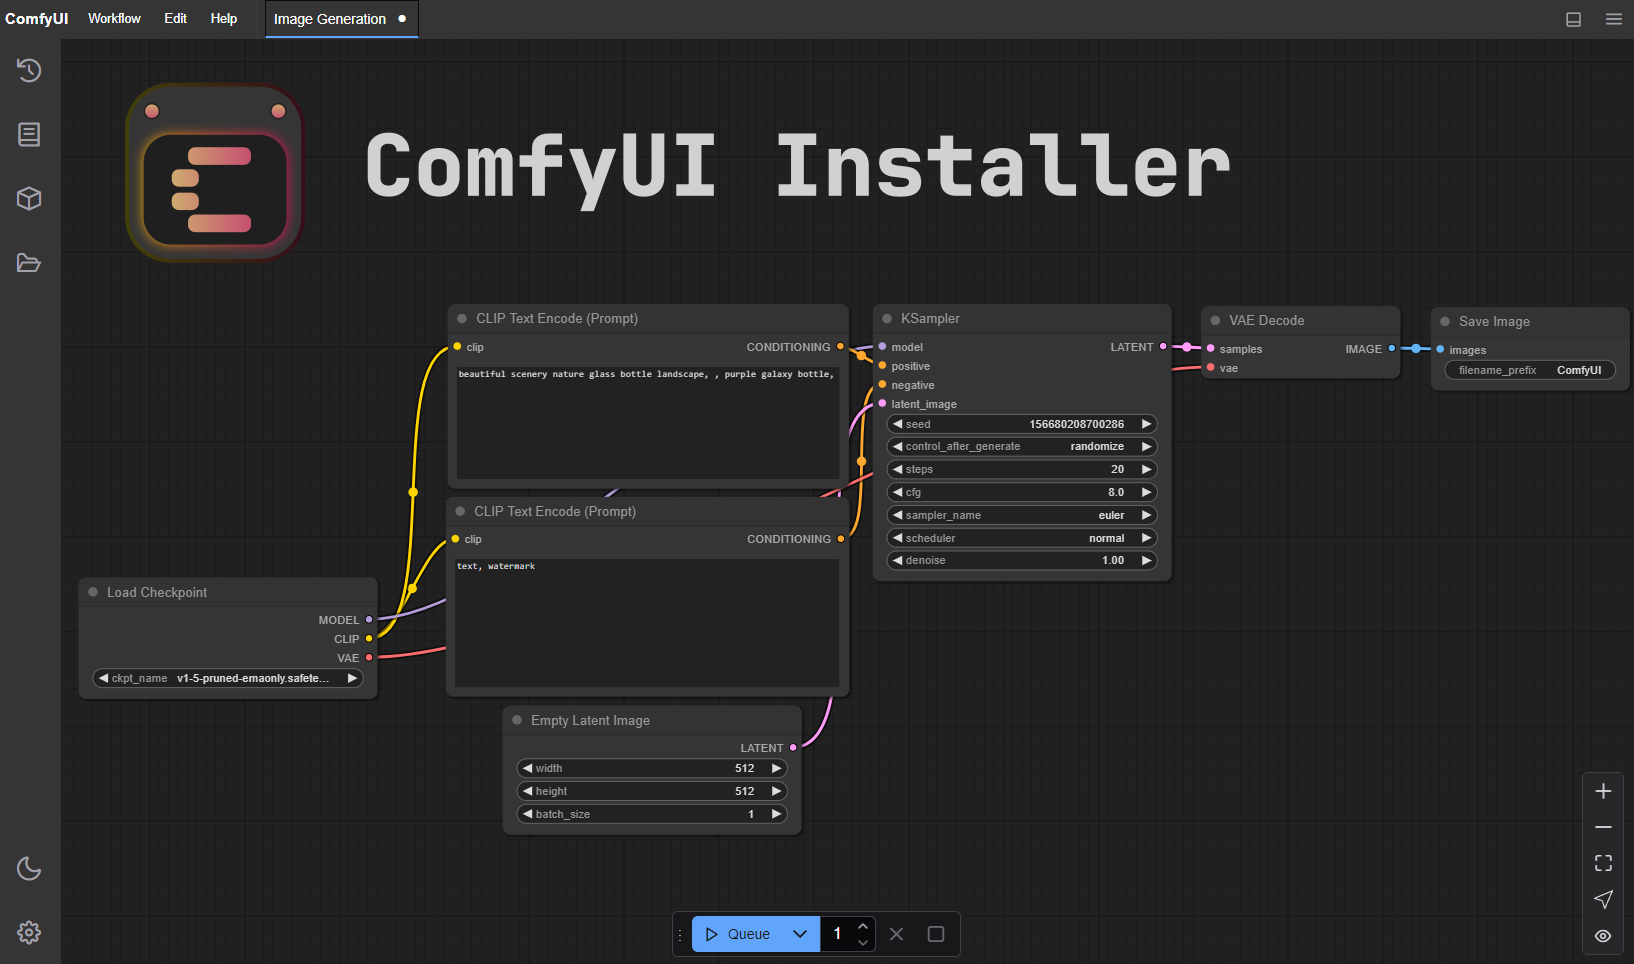 ComfyUI Workflow Edit Help Image Generation
ComfyUI Installer
CLIP Text Encode (Prompt)
clip CONDITIONING
beautiful scenery nature glass bottle landscape, , purple galaxy bottle,
CLIP Text Encode (Prompt)
clip CONDITIONING
text, watermark
KSampler
model LATENT
positive
negative
latent_image
seed 156680208700286
control_after_generate randomize
steps 20
cfg 8.0
sampler_name euler
scheduler normal
denoise 1.00
VAE Decode
samples IMAGE
vae
Save Image
images
filename_prefix ComfyUI
Load Checkpoint
MODEL
CLIP
VAE
ckpt_name v1-5-pruned-emaonly.safete...
Empty Latent Image
LATENT
width 512
height 512
batch_size 1
Queue 1